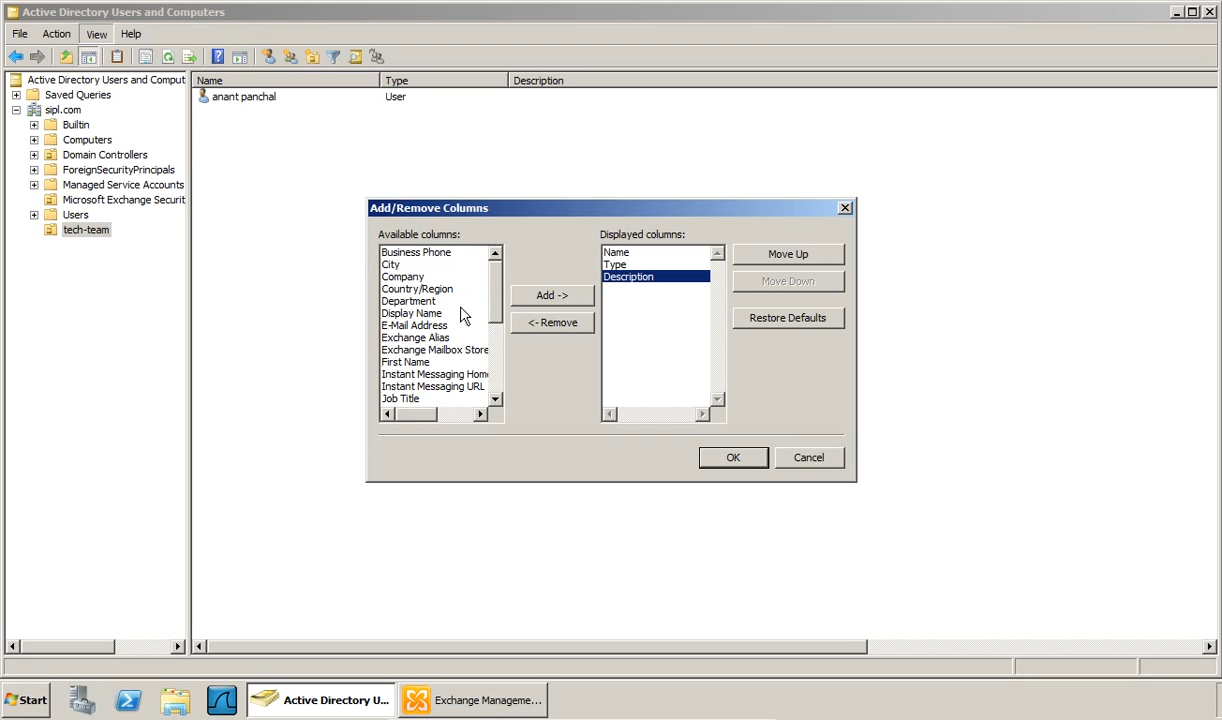 Active Directory Users and Computers
File Action View Help
Active Directory Users and Comput
Saved Queries
sipl.com
Builtin
Computers
Domain Controllers
ForeignSecurityPrincipals
Managed Service Accounts
Microsoft Exchange Securit
Users
tech-team
Name Type Description
anant panchal User
Add/Remove Columns
Available columns:
Business Phone
City
Company
Country/Region
Department
Display Name
E-Mail Address
Exchange Alias
Exchange Mailbox Store
First Name
Instant Messaging Hom
Instant Messaging URL
Job Title
Add ->
<- Remove
Displayed columns:
Name
Type
Description
Move Up
Move Down
Restore Defaults
OK Cancel
Start Active Directory U... Exchange Manageme...